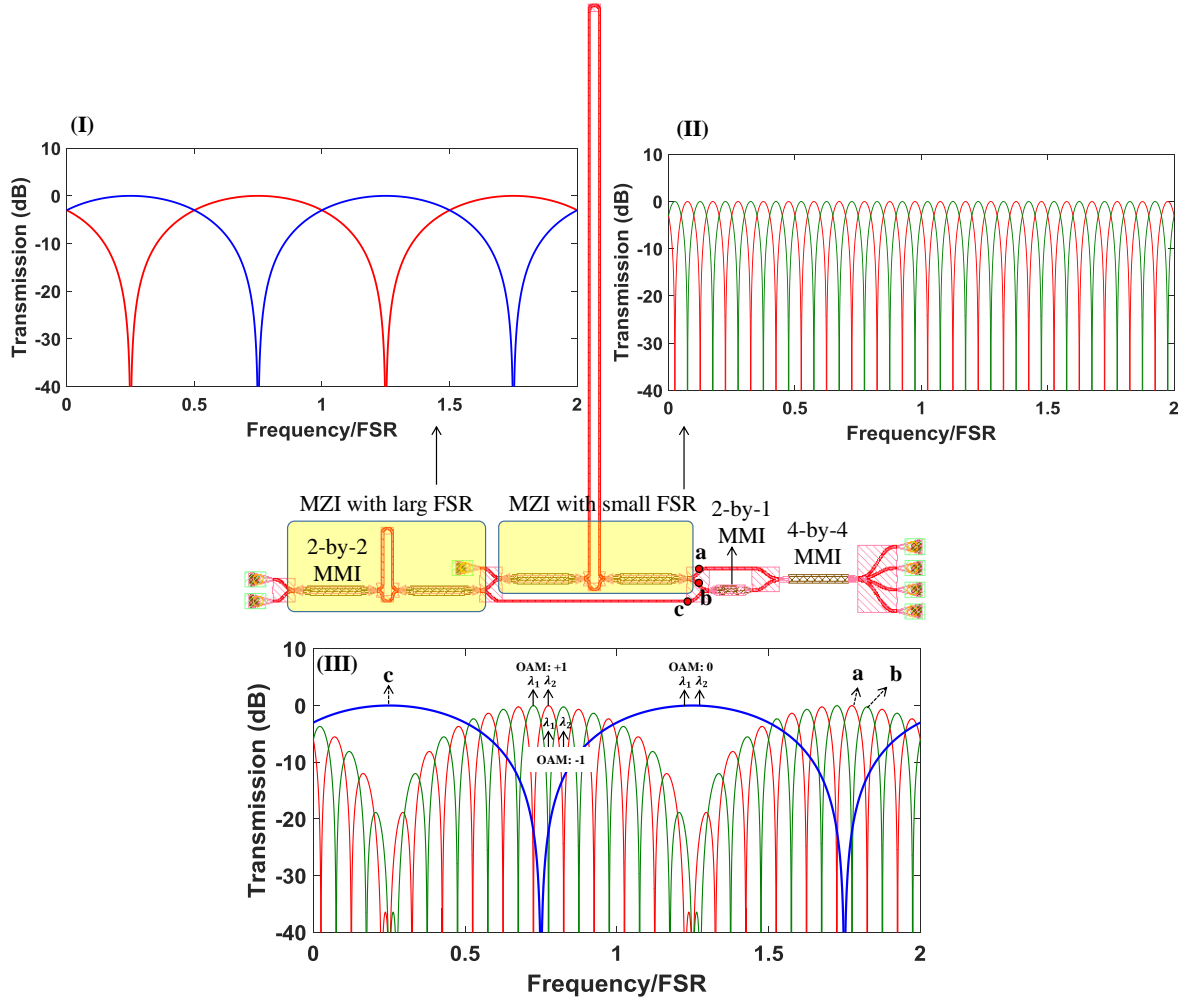 (I)
10
0
-10
-20
-30
-40
Transmission (dB)
0 0.5 1 1.5 2
Frequency/FSR
(II)
10
0
-10
-20
-30
-40
Transmission (dB)
0 0.5 1 1.5 2
Frequency/FSR
MZI with larg FSR
MZI with small FSR
2-by-2
MMI
2-by-1
MMI
4-by-4
MMI
a
b
c
(III)
10
0
-10
-20
-30
-40
Transmission (dB)
c
OAM: +1
λ1 λ2
λ1 λ2
OAM: -1
OAM: 0
λ1 λ2
a
b
0 0.5 1 1.5 2
Frequency/FSR